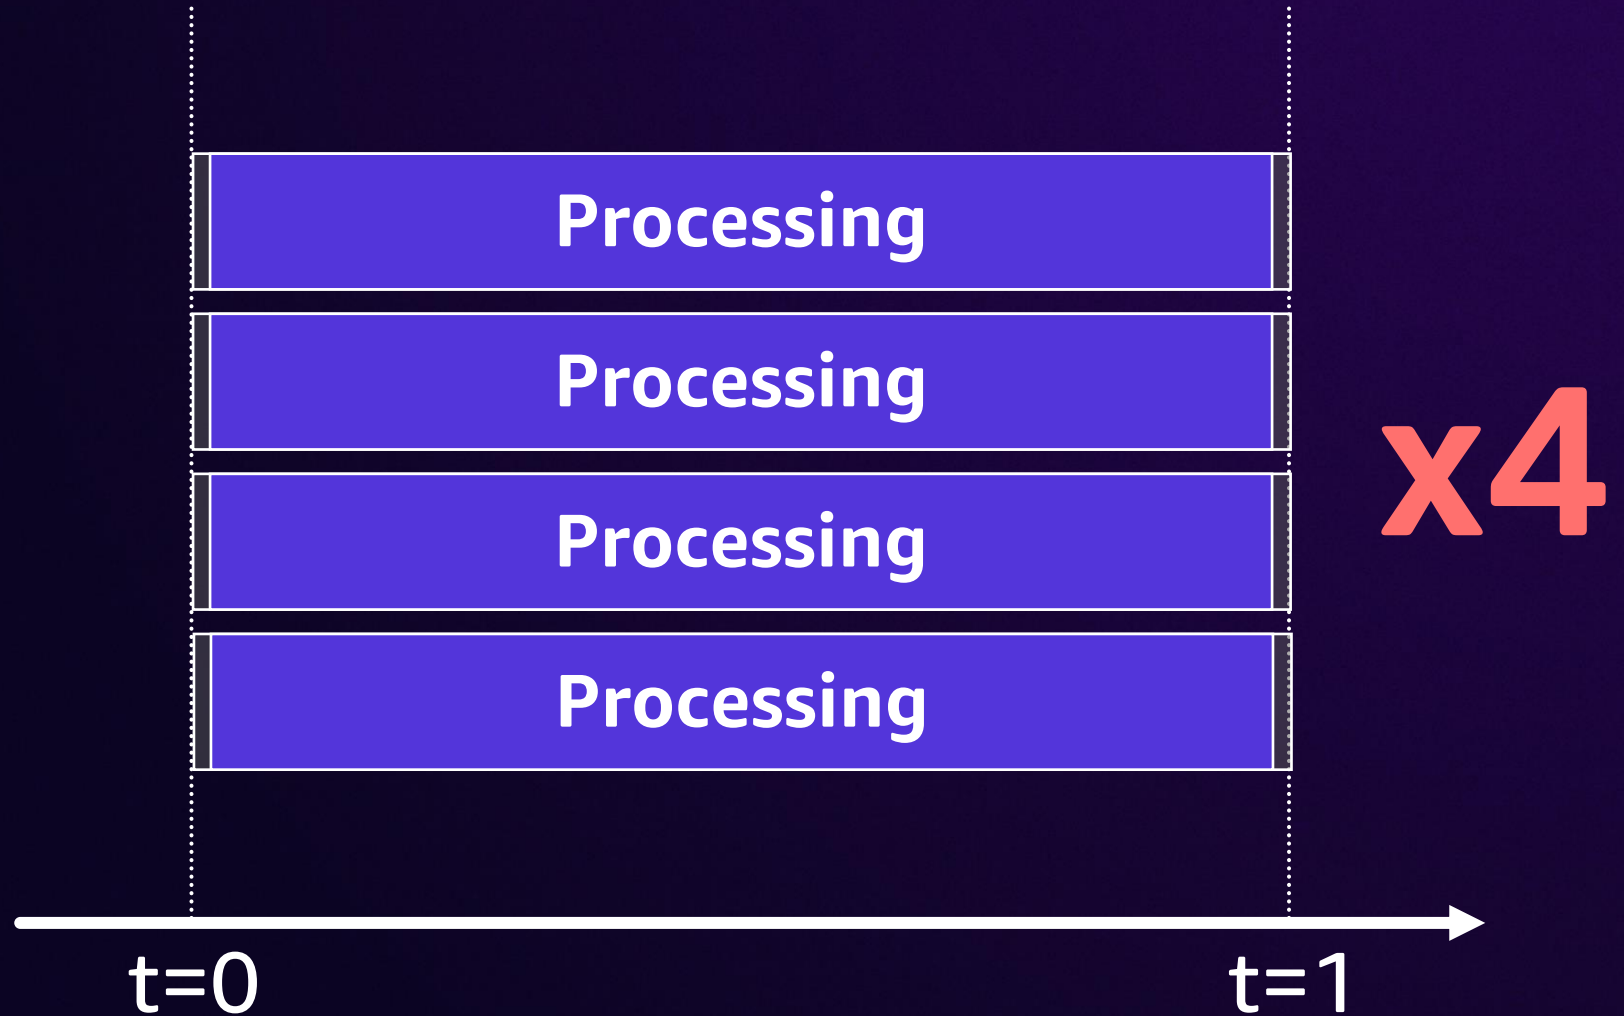 Processing
Processing
Processing
x4
Processing
t=0
t=1